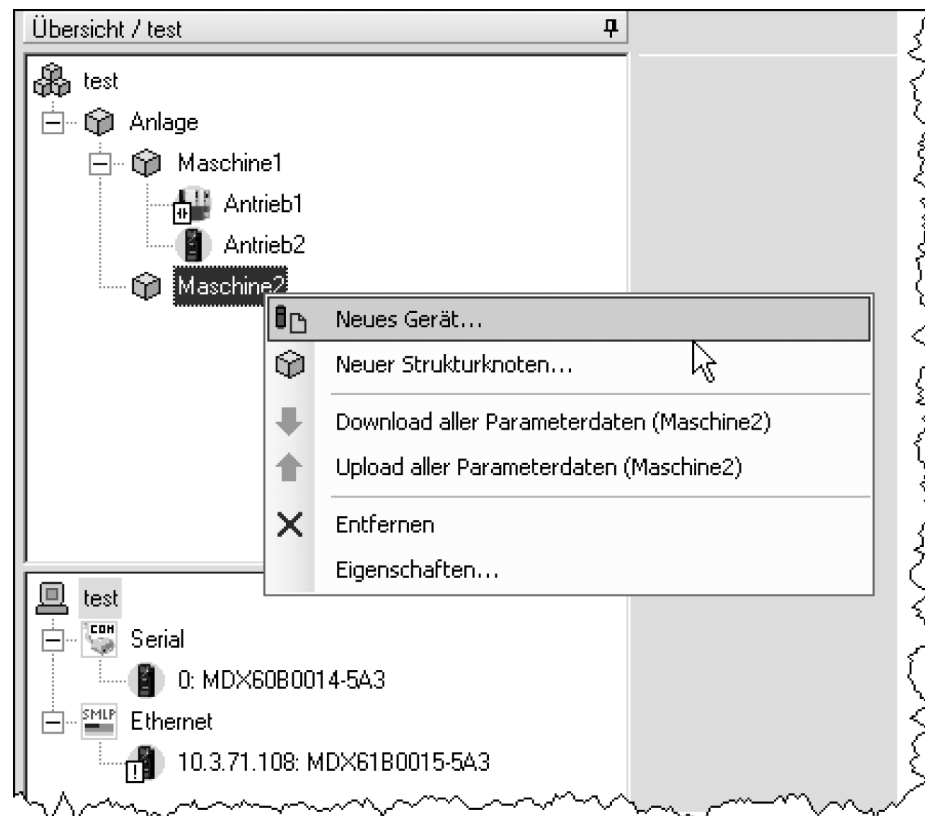 Übersicht / test
test
Anlage
Maschine1
Antrieb1
Antrieb2
Maschine2
Neues Gerät...
Neuer Strukturknoten...
Download aller Parameterdaten (Maschine2)
Upload aller Parameterdaten (Maschine2)
Entfernen
Eigenschaften...
test
COM
Serial
0: MDX60B0014-5A3
SMLP
Ethernet
10.3.71.108: MDX61B0015-5A3